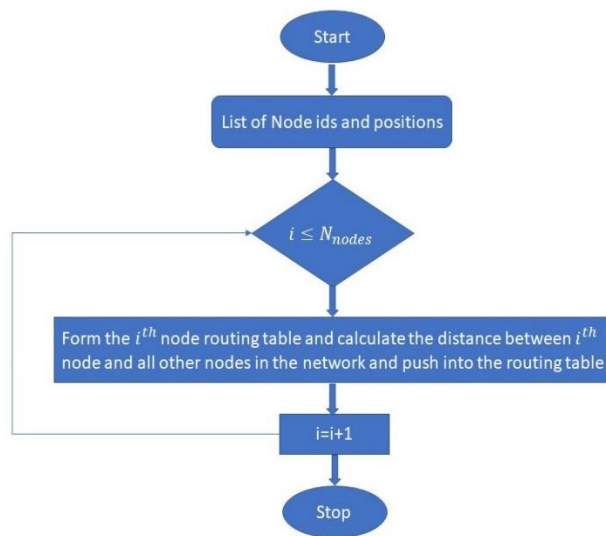 Start
List of Node ids and positions
i ≤ N_nodes
Form the i^th node routing table and calculate the distance between i^th
node and all other nodes in the network and push into the routing table
i=i+1
Stop